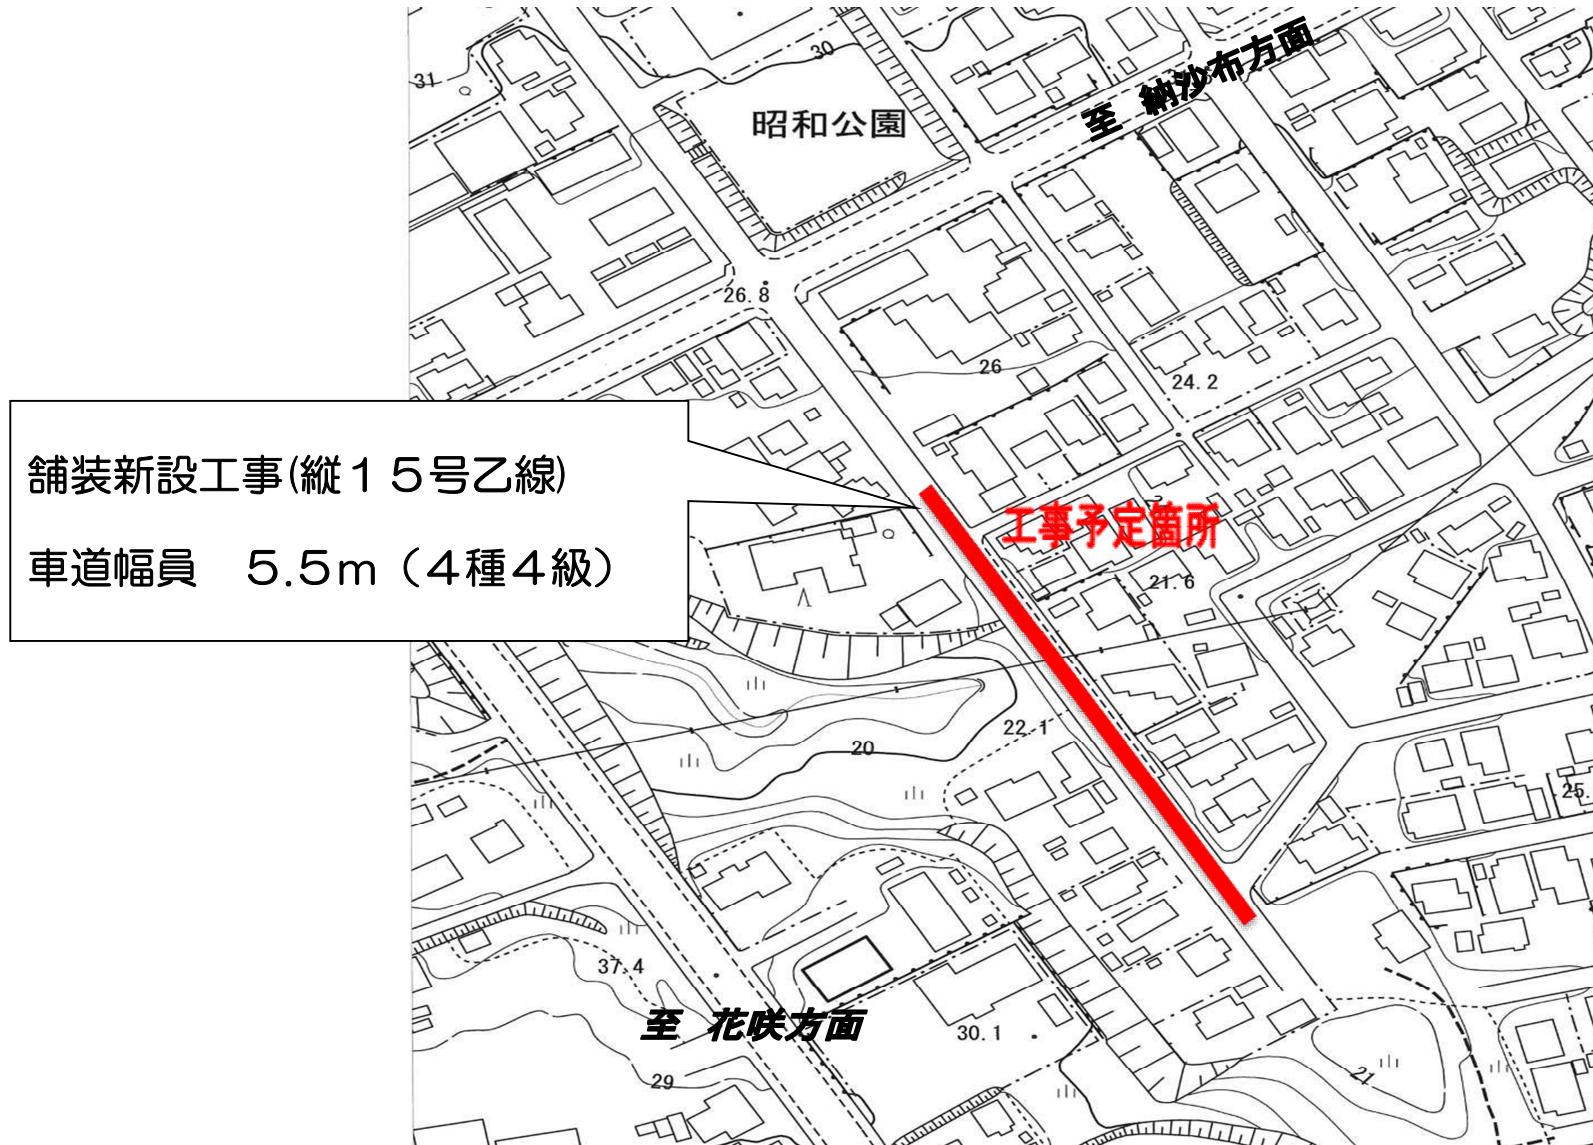 31
30
昭和公園
至 納沙布方面
26.8
26
24.2
舗装新設工事(縦15号乙線)
車道幅員 5.5m(4種4級)
工事予定箇所
21.6
22.1
20
25.
37.4
至 花咲方面
30.1
29
21